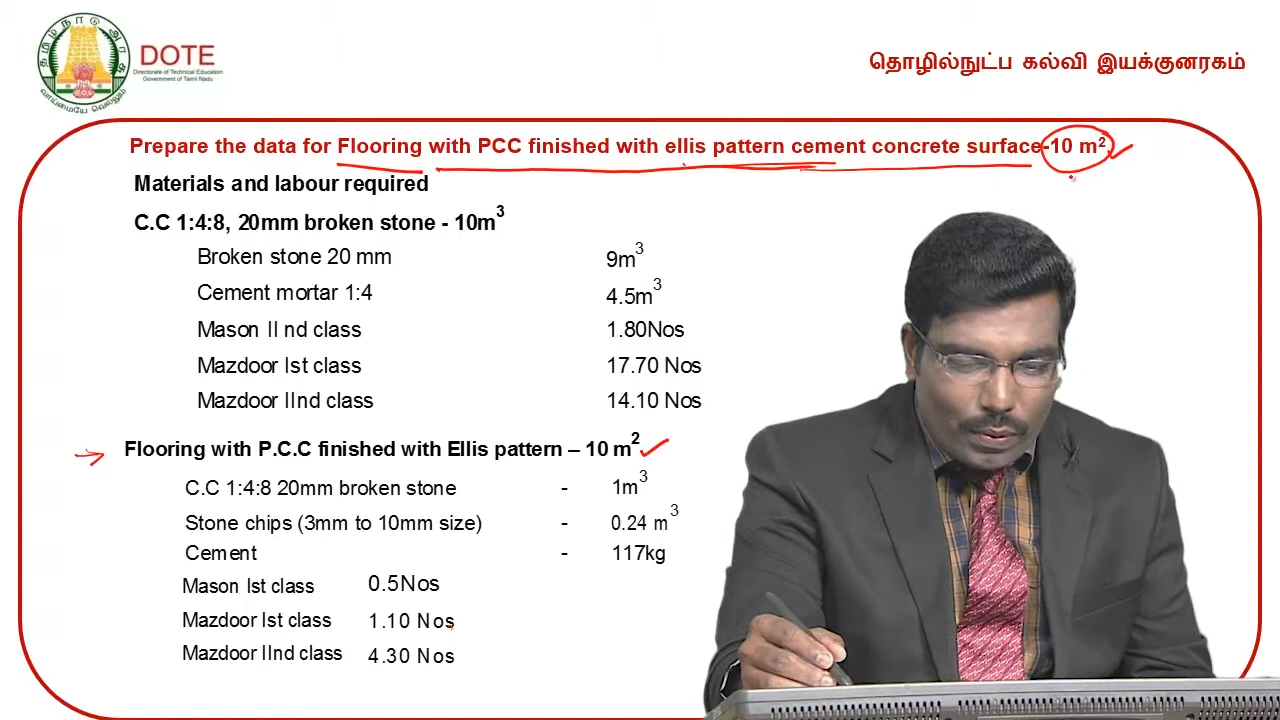 தமிழ்நாடு அரசு
வாய்மையே வெல்லும்
DOTE
Directorate of Technical Education
Government of Tamil Nadu
தொழில்நுட்ப கல்வி இயக்குனரகம்
Prepare the data for Flooring with PCC finished with ellis pattern cement concrete surface-10 m²
Materials and labour required
C.C 1:4:8, 20mm broken stone - 10m³
Broken stone 20 mm 9m³
Cement mortar 1:4 4.5m³
Mason II nd class 1.80Nos
Mazdoor Ist class 17.70 Nos
Mazdoor IInd class 14.10 Nos
Flooring with P.C.C finished with Ellis pattern – 10 m²
C.C 1:4:8 20mm broken stone - 1m³
Stone chips (3mm to 10mm size) - 0.24 m³
Cement - 117kg
Mason Ist class 0.5Nos
Mazdoor Ist class 1.10 Nos
Mazdoor IInd class 4.30 Nos